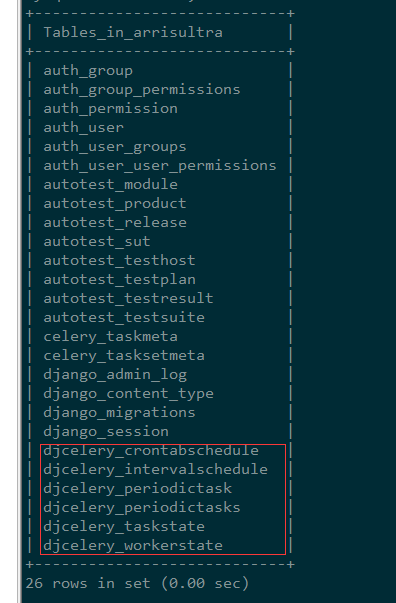 +----------------------------+
| Tables_in_arrisultra       |
+----------------------------+
| auth_group                 |
| auth_group_permissions     |
| auth_permission            |
| auth_user                  |
| auth_user_groups           |
| auth_user_user_permissions |
| autotest_module            |
| autotest_product           |
| autotest_release           |
| autotest_sut               |
| autotest_testhost          |
| autotest_testplan          |
| autotest_testresult        |
| autotest_testsuite         |
| celery_taskmeta            |
| celery_tasksetmeta         |
| django_admin_log           |
| django_content_type        |
| django_migrations          |
| django_session             |
| djcelery_crontabschedule   |
| djcelery_intervalschedule  |
| djcelery_periodictask      |
| djcelery_periodictasks     |
| djcelery_taskstate         |
| djcelery_workerstate       |
+----------------------------+
26 rows in set (0.00 sec)